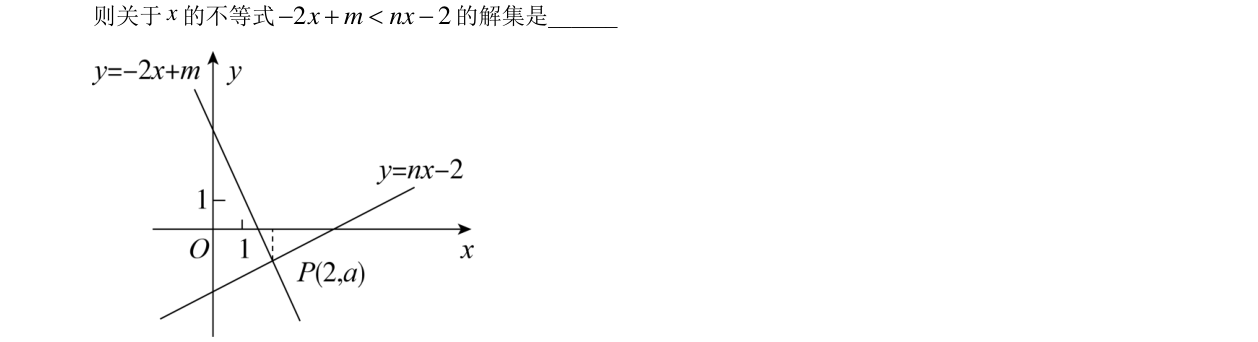 则关于 x 的不等式 −2x + m < nx − 2 的解集是______
y=−2x+m y
y=nx−2
1
O 1 x
P(2,a)